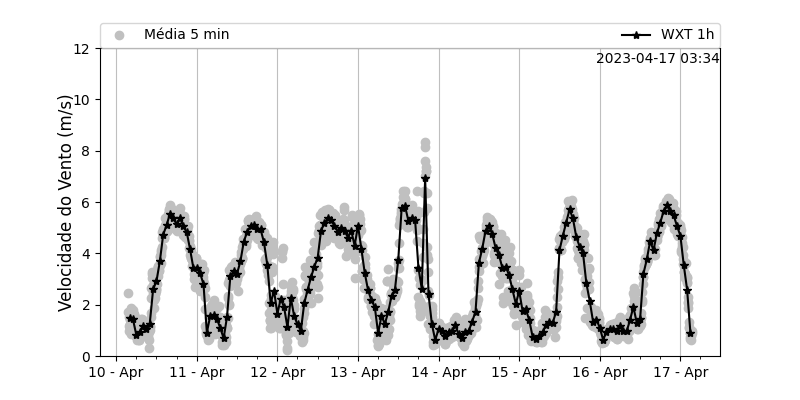 Média 5 min
WXT 1h
2023-04-17 03:34
Velocidade do Vento (m/s)
12
10
8
6
4
2
0
10 - Apr
11 - Apr
12 - Apr
13 - Apr
14 - Apr
15 - Apr
16 - Apr
17 - Apr